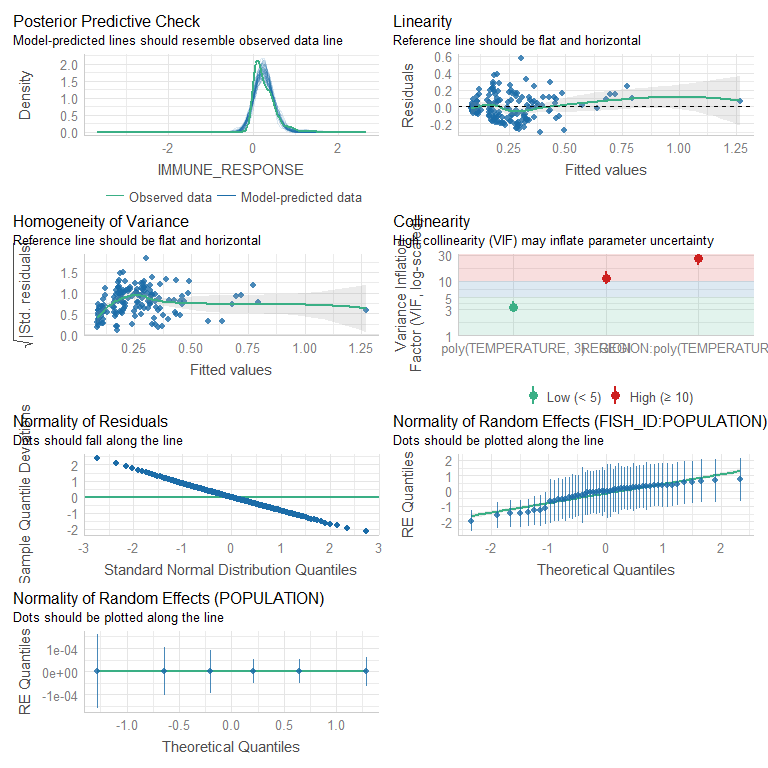 Posterior Predictive Check
Model-predicted lines should resemble observed data line
Density
2.0
1.5
1.0
0.5
0.0
-2
0
2
IMMUNE_RESPONSE
Observed data
Model-predicted data
Linearity
Reference line should be flat and horizontal
Residuals
0.6
0.4
0.2
0.0
-0.2
0.25
0.50
0.75
1.00
1.25
Fitted values
Homogeneity of Variance
Reference line should be flat and horizontal
√|Std. residuals|
1.5
1.0
0.5
0.0
0.25
0.50
0.75
1.00
1.25
Fitted values
Collinearity
High collinearity (VIF) may inflate parameter uncertainty
Variance Inflation
Factor (VIF, log-scaled)
30
10
5
3
1
poly(TEMPERATURE, 3)
REGION
REGION:poly(TEMPERATUR
Low (< 5)
High (≥ 10)
Normality of Residuals
Dots should fall along the line
Sample Quantile Deviations
2
1
0
-1
-2
-3
-2
-1
0
1
2
3
Standard Normal Distribution Quantiles
Normality of Random Effects (FISH_ID:POPULATION)
Dots should be plotted along the line
RE Quantiles
2
1
0
-1
-2
-2
-1
0
1
2
Theoretical Quantiles
Normality of Random Effects (POPULATION)
Dots should be plotted along the line
RE Quantiles
1e-04
0e+00
-1e-04
-1.0
-0.5
0.0
0.5
1.0
Theoretical Quantiles